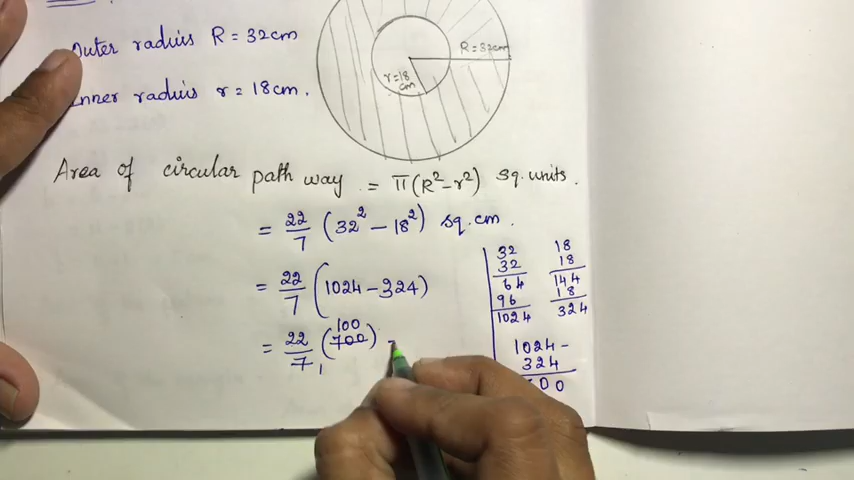 Outer radius R = 32cm
Inner radius r = 18cm.
R = 32cm
r=18
cm
Area of circular path way = π(R²-r²) sq.units.
= 22/7 (32² - 18²) sq.cm.
= 22/7 (1024-324)
= 22/7 (700)
100
1
32
32
64
96
1024
18
18
144
18
324
1024 -
324
00